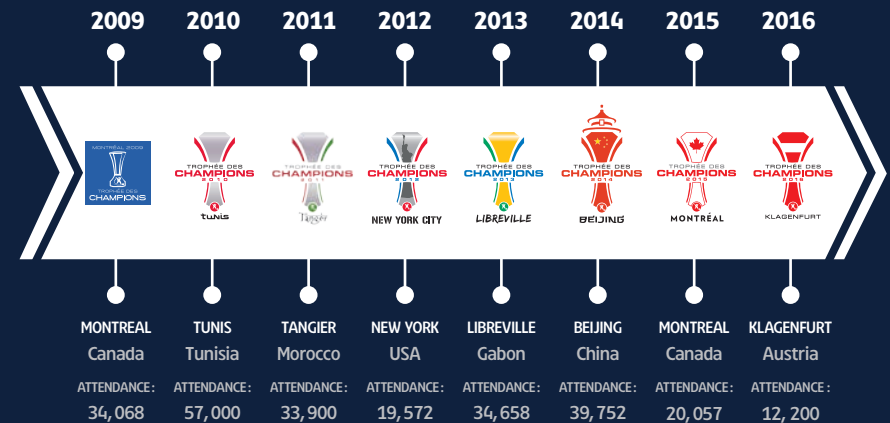 2009 2010 2011 2012 2013 2014 2015 2016
MONTRÉAL 2009
TROPHÉE DES
CHAMPIONS
TROPHÉE DES
CHAMPIONS
2010
tunis
TROPHÉE DES
CHAMPIONS
2011
Tangier
TROPHÉE DES
CHAMPIONS
2012
NEW YORK CITY
TROPHÉE DES
CHAMPIONS
2013
LIBREVILLE
TROPHÉE DES
CHAMPIONS
2014
BEIJING
TROPHÉE DES
CHAMPIONS
2015
MONTRÉAL
TROPHÉE DES
CHAMPIONS
2016
KLAGENFURT
MONTREAL TUNIS TANGIER NEW YORK LIBREVILLE BEIJING MONTREAL KLAGENFURT
Canada Tunisia Morocco USA Gabon China Canada Austria
ATTENDANCE: ATTENDANCE: ATTENDANCE: ATTENDANCE: ATTENDANCE: ATTENDANCE: ATTENDANCE: ATTENDANCE:
34,068 57,000 33,900 19,572 34,658 39,752 20,057 12,200